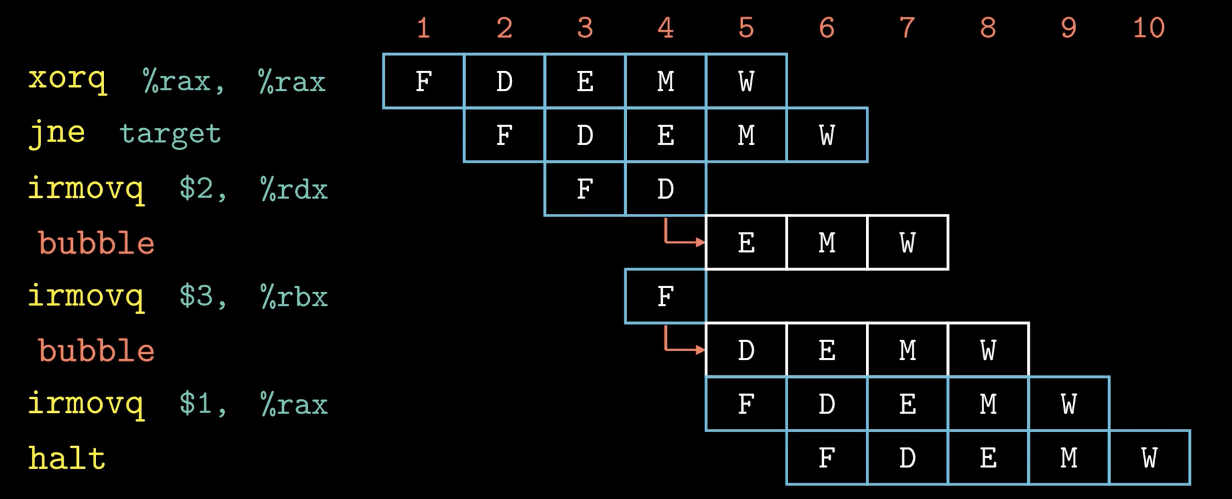 1 2 3 4 5 6 7 8 9 10
xorq %rax, %rax F D E M W
jne target F D E M W
irmovq $2, %rdx F D
bubble E M W
irmovq $3, %rbx F
bubble D E M W
irmovq $1, %rax F D E M W
halt F D E M W